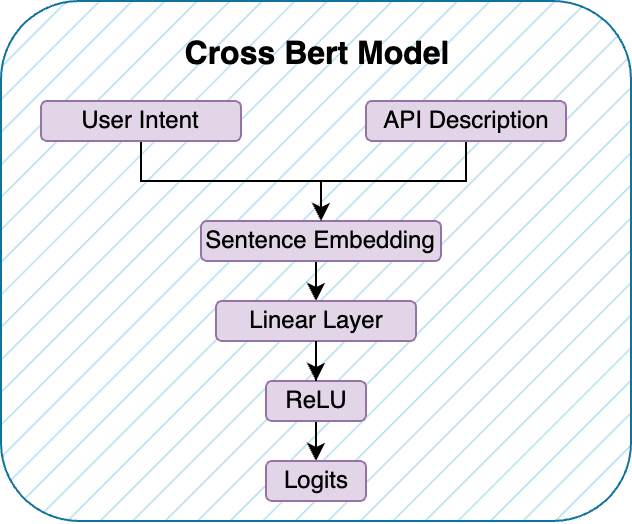 Cross Bert Model
User Intent
API Description
Sentence Embedding
Linear Layer
ReLU
Logits